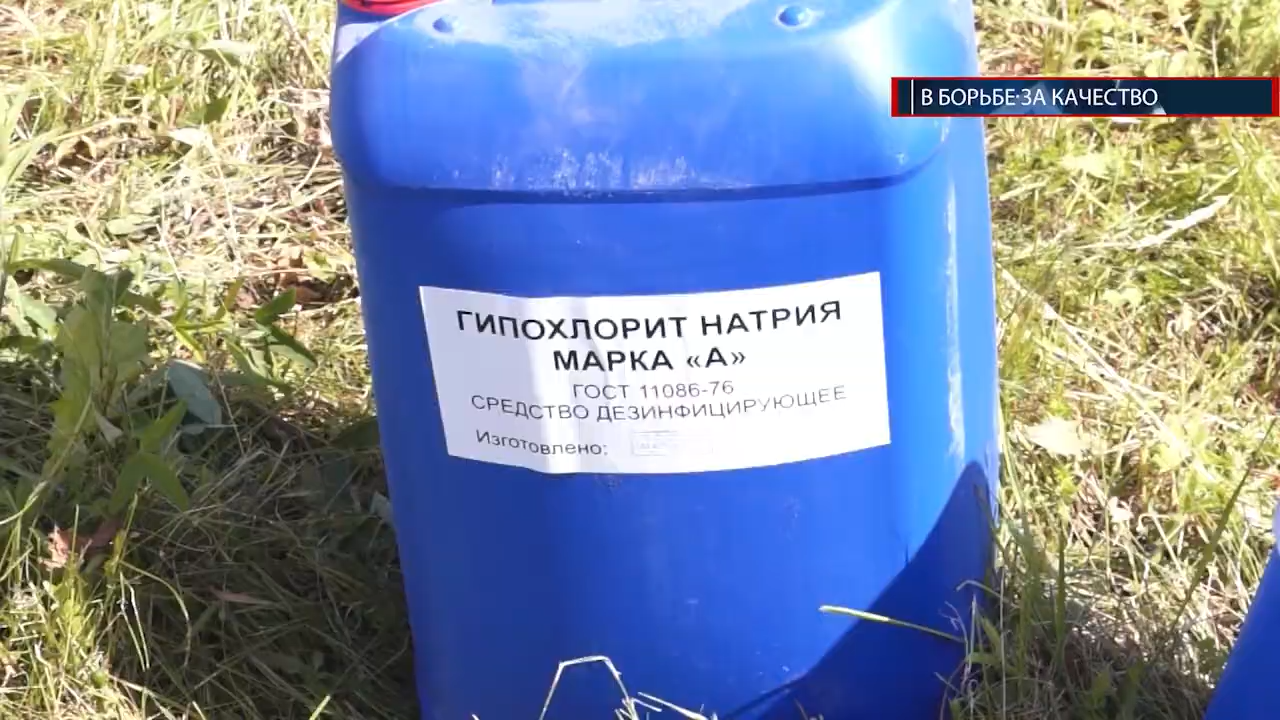 В БОРЬБЕ ЗА КАЧЕСТВО
ГИПОХЛОРИТ НАТРИЯ
МАРКА «А»
ГОСТ 11086-76
СРЕДСТВО ДЕЗИНФИЦИРУЮЩЕЕ
Изготовлено: